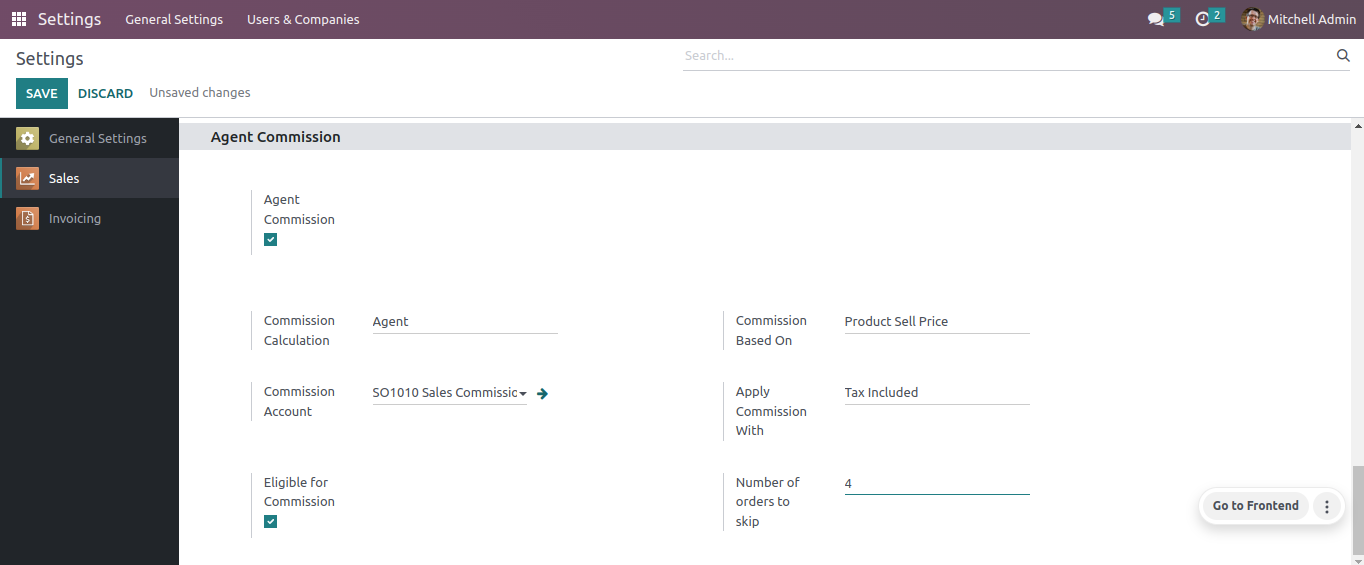 Settings General Settings Users & Companies 5 2 Mitchell Admin
Settings
Search...
SAVE DISCARD Unsaved changes
General Settings
Sales
Invoicing
Agent Commission
Agent
Commission
Commission
Calculation
Agent
Commission
Based On
Product Sell Price
Commission
Account
SO1010 Sales Commissic
Apply
Commission
With
Tax Included
Eligible for
Commission
Number of
orders to
skip
4
Go to Frontend